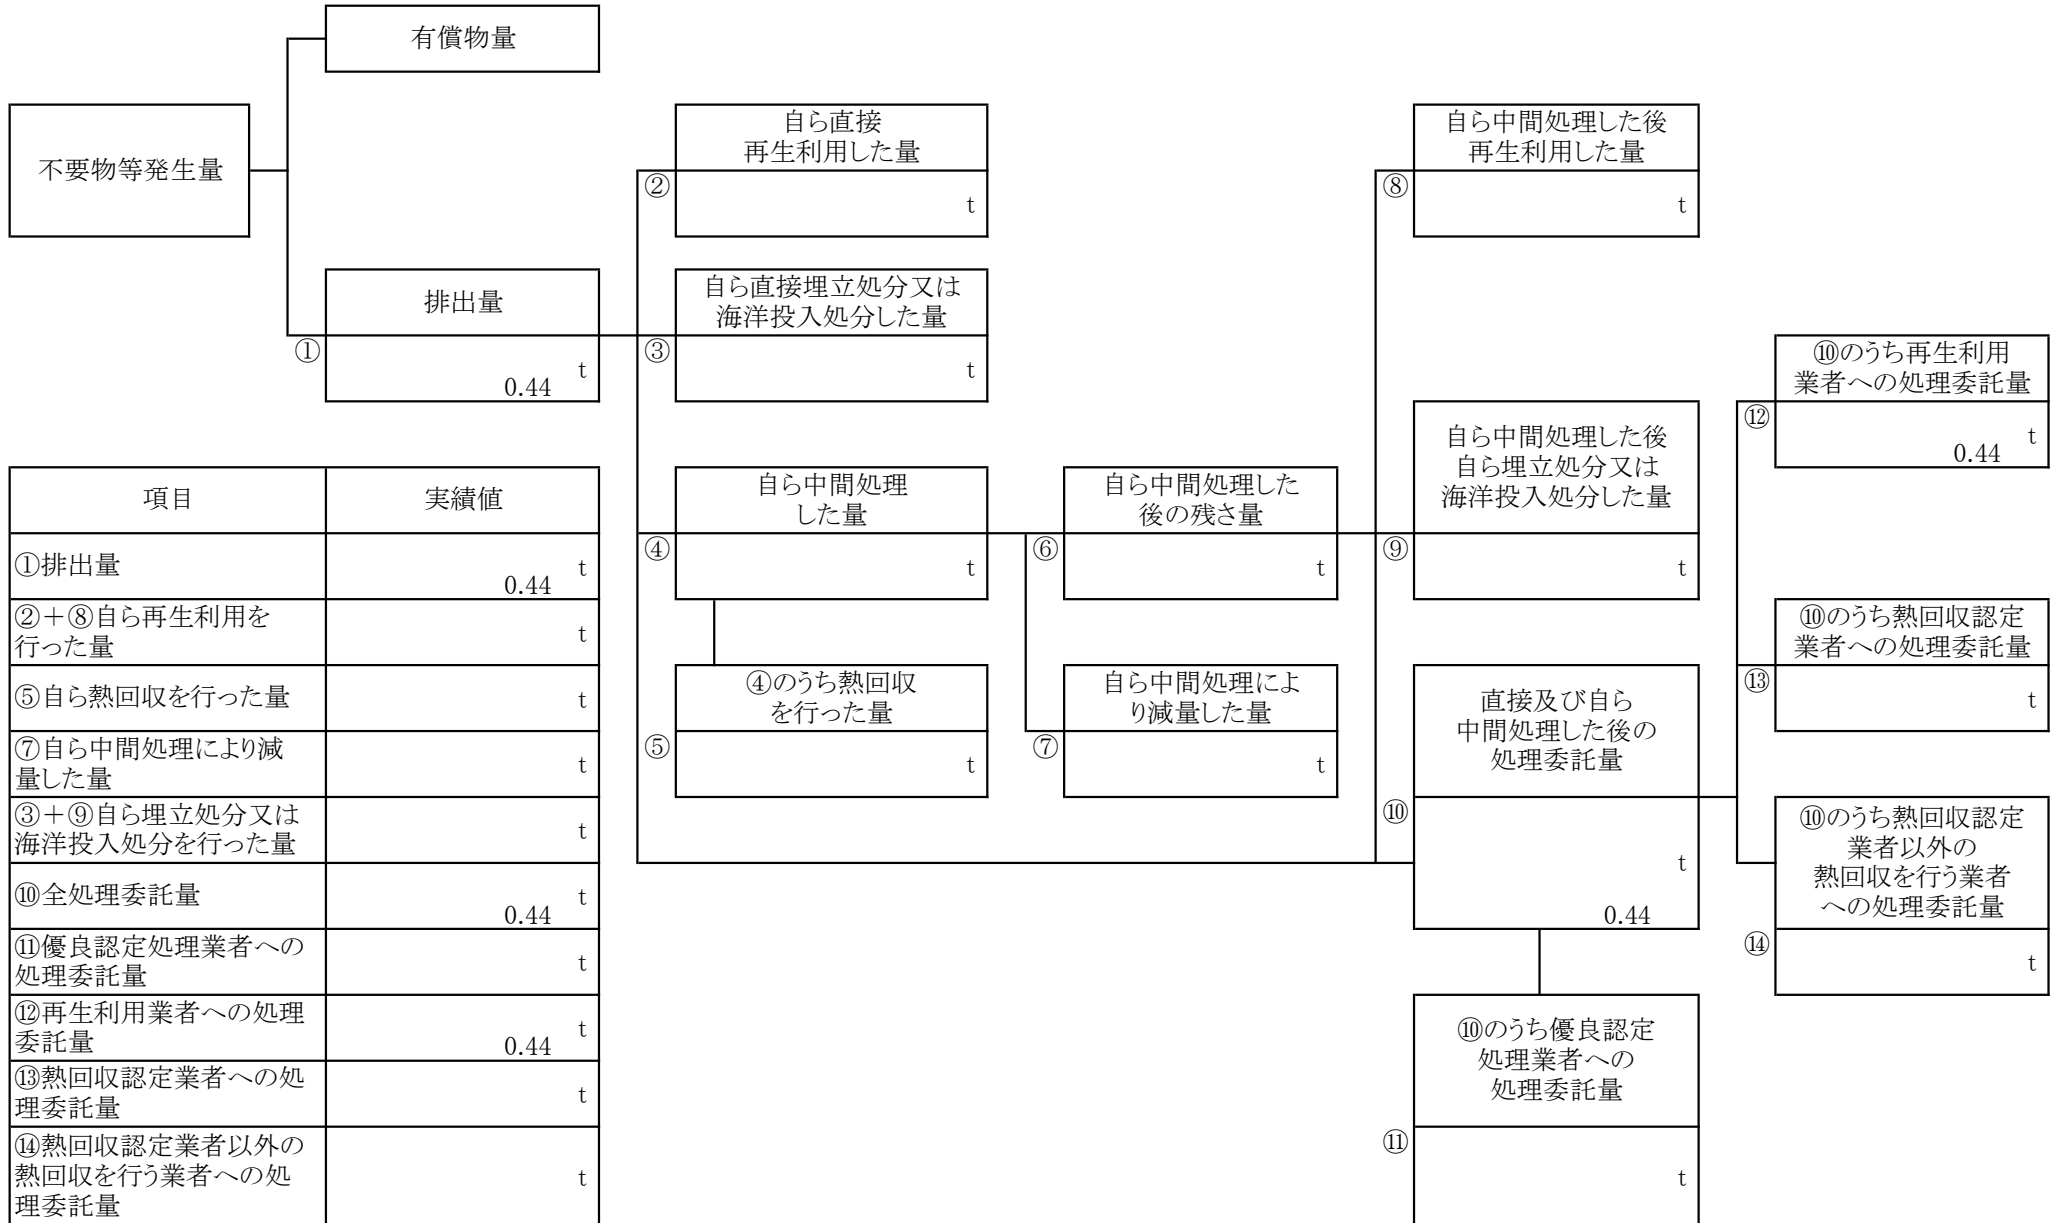 有償物量
不要物等発生量
排出量
①
t
0.44
自ら直接
再生利用した量
②
t
自ら直接埋立処分又は
海洋投入処分した量
③
t
自ら中間処理
した量
④
t
④のうち熱回収
を行った量
⑤
t
自ら中間処理した
後の残さ量
⑥
t
自ら中間処理によ
り減量した量
⑦
t
自ら中間処理した後
再生利用した量
⑧
t
自ら中間処理した後
自ら埋立処分又は
海洋投入処分した量
⑨
t
直接及び自ら
中間処理した後の
処理委託量
⑩
t
0.44
⑩のうち優良認定
処理業者への
処理委託量
⑪
t
⑩のうち再生利用
業者への処理委託量
⑫
t
0.44
⑩のうち熱回収認定
業者への処理委託量
⑬
t
⑩のうち熱回収認定
業者以外の
熱回収を行う業者
への処理委託量
⑭
t
項目 実績値
①排出量 t
0.44
②＋⑧自ら再生利用を
行った量 t
⑤自ら熱回収を行った量 t
⑦自ら中間処理により減
量した量 t
③＋⑨自ら埋立処分又は
海洋投入処分を行った量 t
⑩全処理委託量 t
0.44
⑪優良認定処理業者への
処理委託量 t
⑫再生利用業者への処理
委託量 t
0.44
⑬熱回収認定業者への処
理委託量 t
⑭熱回収認定業者以外の
熱回収を行う業者への処
理委託量 t